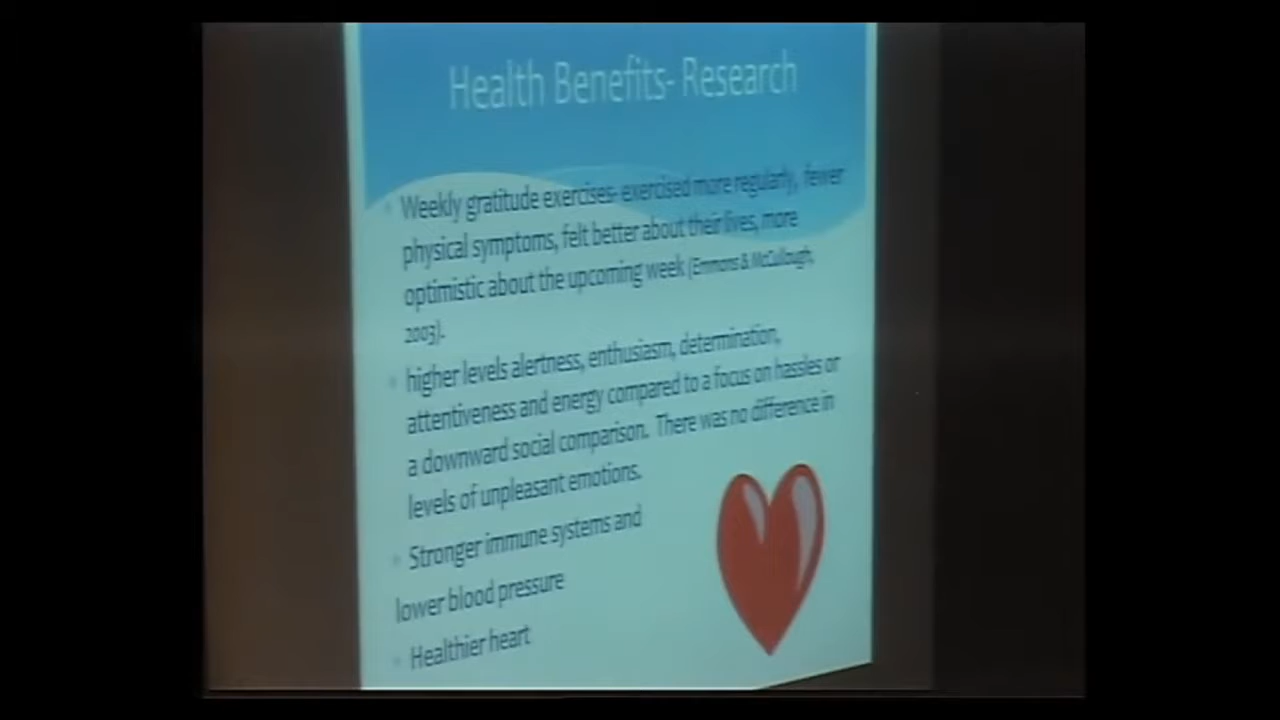 Health Benefits- Research
Weekly gratitude exercises- exercised more regularly, fewer
physical symptoms, felt better about their lives, more
optimistic about the upcoming week (Emmons & McCullough,
2003).
higher levels alertness, enthusiasm, determination,
attentiveness and energy compared to a focus on hassles or
a downward social comparison. There was no difference in
levels of unpleasant emotions.
Stronger immune systems and
lower blood pressure
Healthier heart